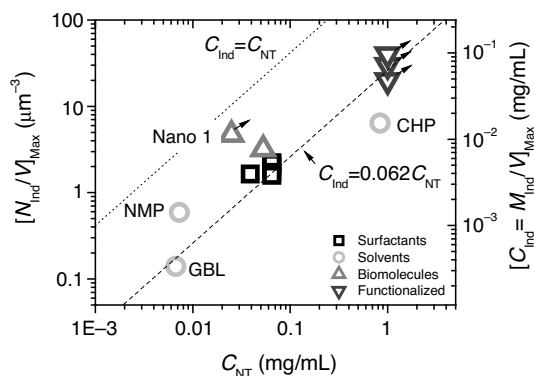 100
10
1
0.1
[N_Ind/V]_Max (μm⁻³)
C_Ind=C_NT
Nano 1
CHP
C_Ind=0.062C_NT
NMP
GBL
Surfactants
Solvents
Biomolecules
Functionalized
10⁻¹
10⁻²
10⁻³
[C_Ind = M_Ind/V]_Max (mg/mL)
1E−3 0.01 0.1 1
C_NT (mg/mL)